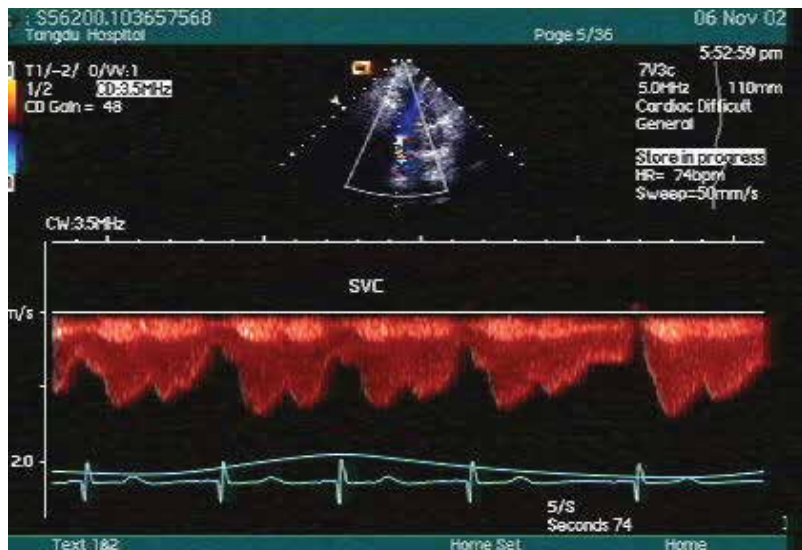 : S56200.103657568
06 Nov 02
Tangdu Hospital
Page 5/36
5:52:59 pm
T1/-2/ 0/VV:1
1/2 CD:3.5MHz
CD Gain = 48
7V3c
5.0MHz 110mm
Cardiac Difficult
General
Store in progress
HR= 74bpm
Sweep=50mm/s
CW:3.5MHz
SVC
m/s
2.0
5/S
Seconds 74
Text 1&2
Home Set
Home